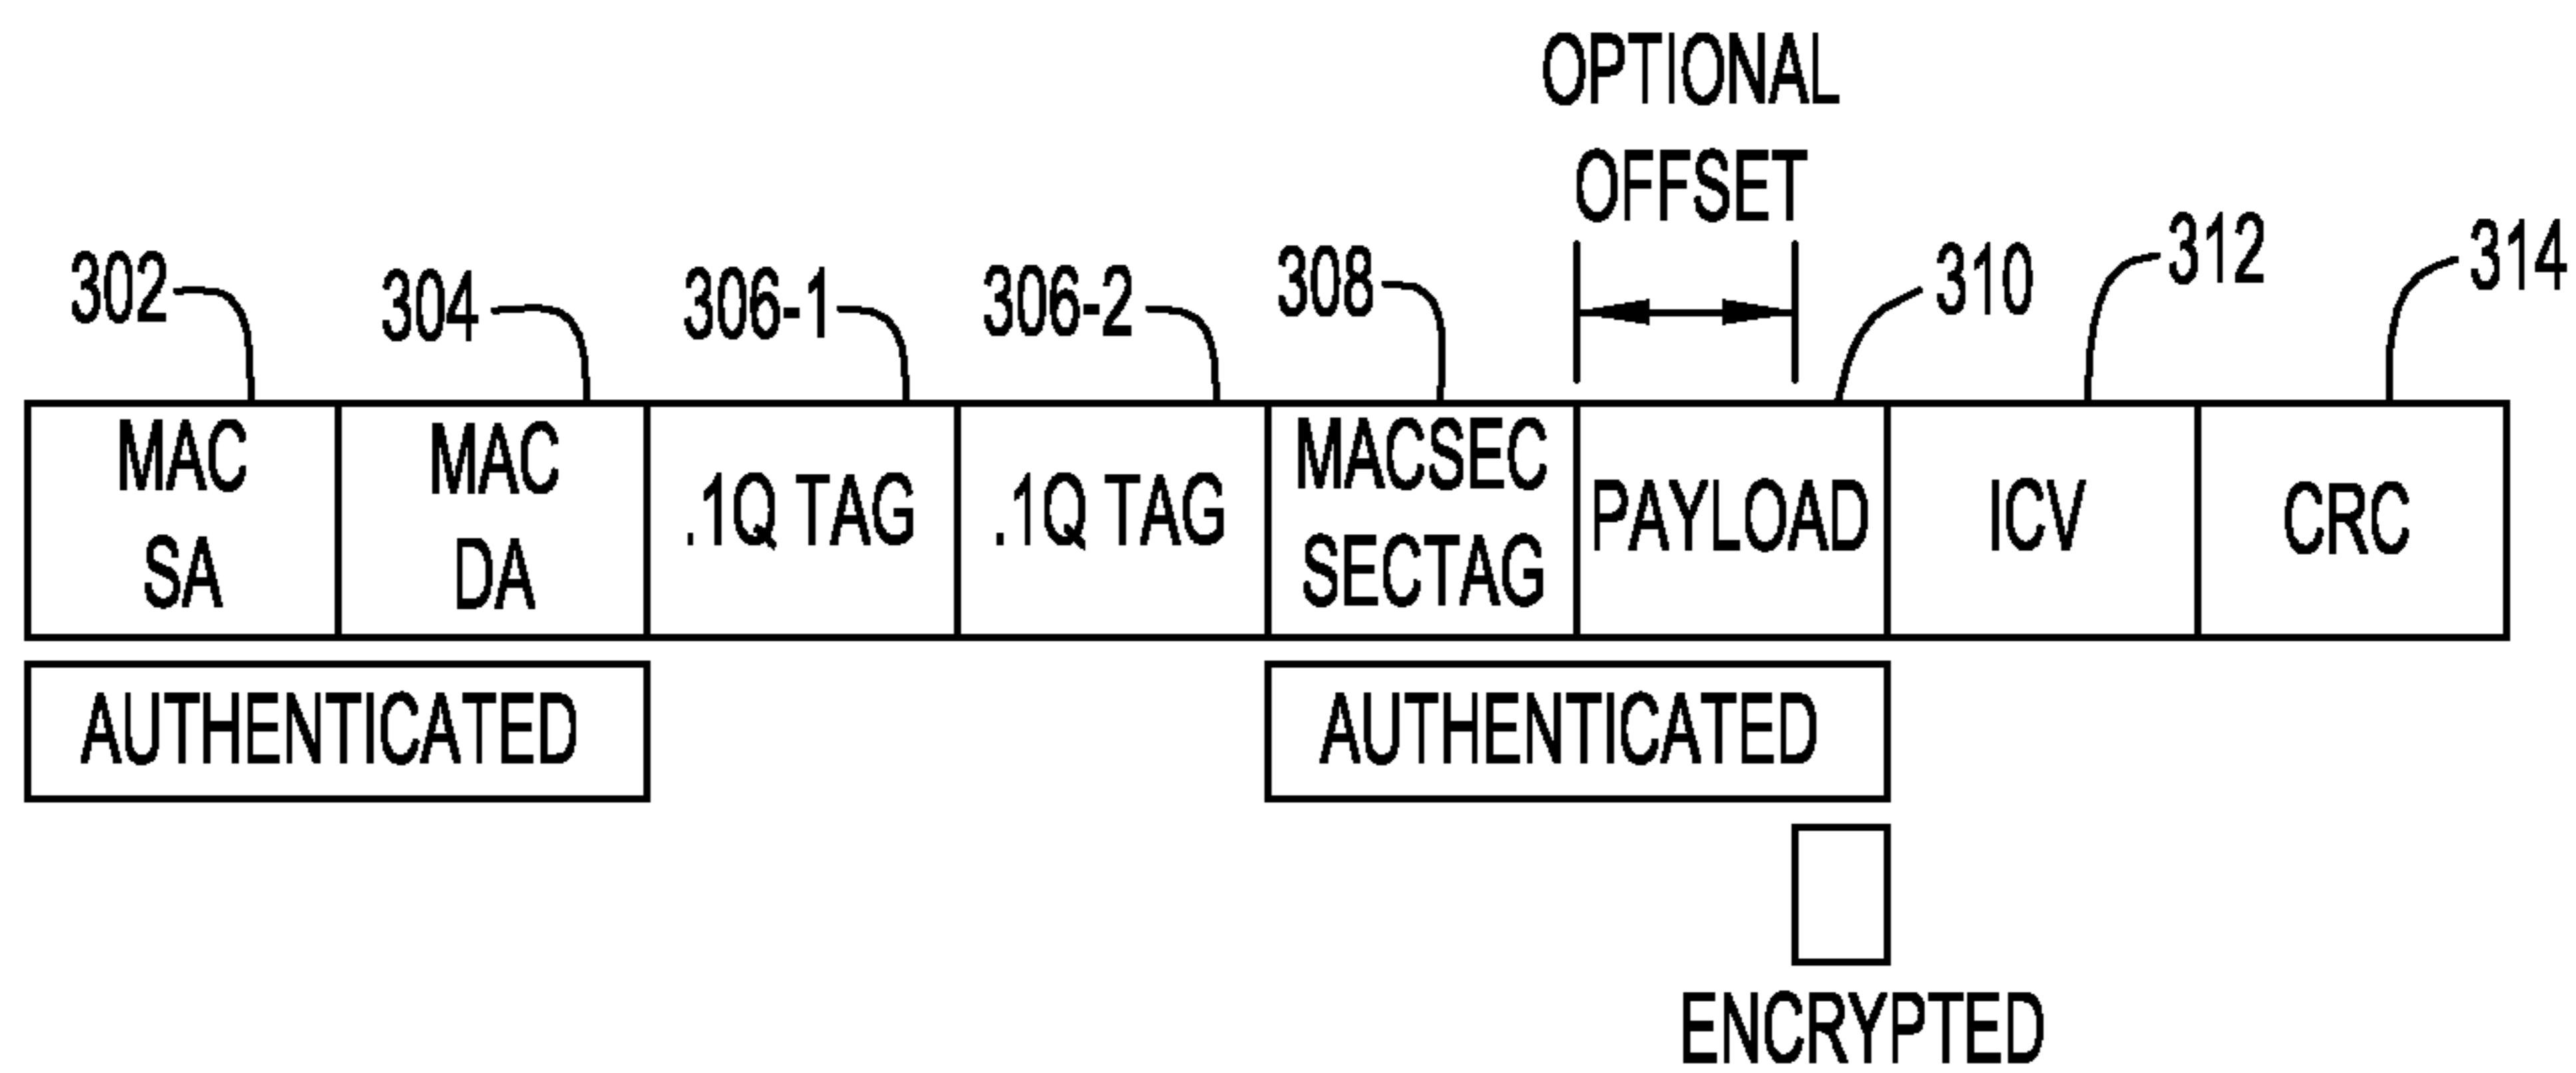 OPTIONAL
OFFSET
302
304
306-1
306-2
308
310
312
314
MAC
SA
MAC
DA
.1Q TAG
.1Q TAG
MACSEC
SECTAG
PAYLOAD
ICV
CRC
AUTHENTICATED
AUTHENTICATED
ENCRYPTED